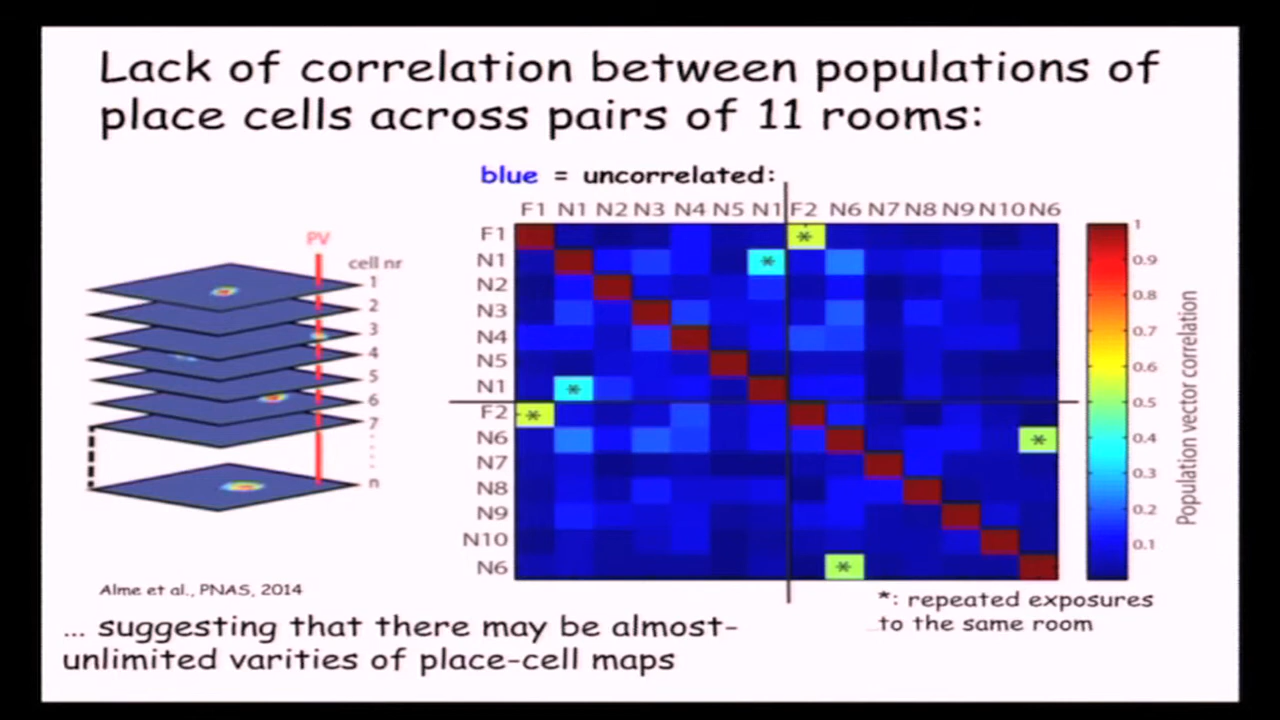 Lack of correlation between populations of
place cells across pairs of 11 rooms:
blue = uncorrelated:
F1 N1 N2 N3 N4 N5 N1 F2 N6 N7 N8 N9 N10 N6
F1
N1
N2
N3
N4
N5
N1
F2
N6
N7
N8
N9
N10
N6
* 
*
*
*
*
*
1
0.9
0.8
0.7
0.6
0.5
0.4
0.3
0.2
0.1
Population vector correlation
PV
cell nr
1
2
3
4
5
6
7
n
Alme et al., PNAS, 2014
*: repeated exposures
to the same room
... suggesting that there may be almost-
unlimited varities of place-cell maps